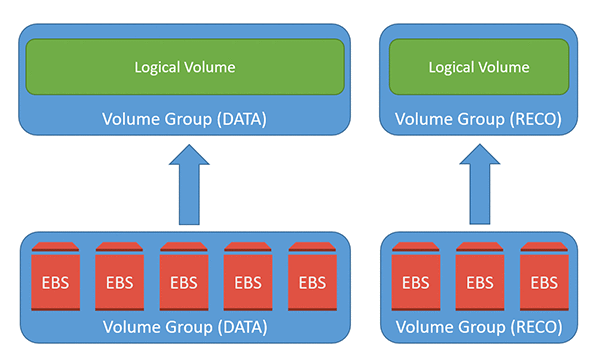 Logical Volume
Volume Group (DATA)
Logical Volume
Volume Group (RECO)
EBS EBS EBS EBS EBS
Volume Group (DATA)
EBS EBS EBS
Volume Group (RECO)